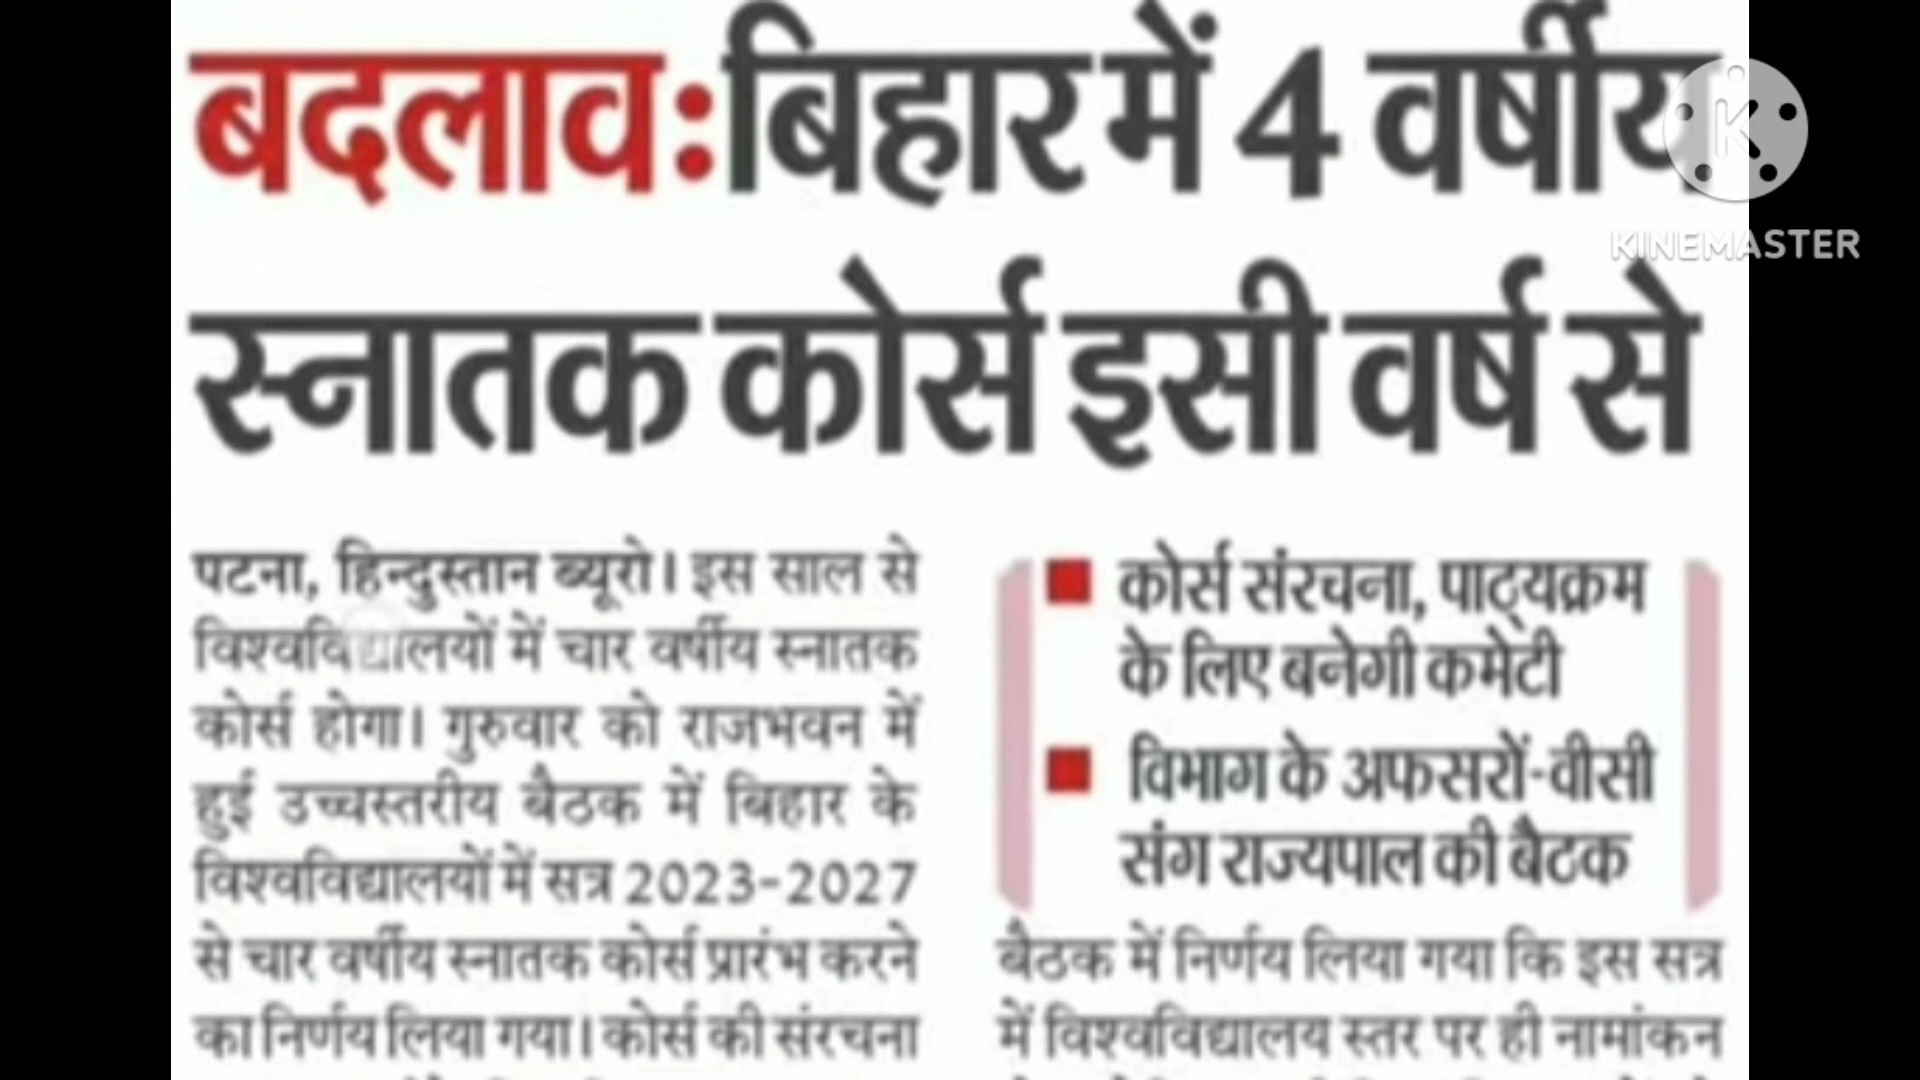 बदलाव: बिहार में 4 वर्षीय
KINEMASTER
स्नातक कोर्स इसी वर्ष से
पटना, हिन्दुस्तान ब्यूरो। इस साल से
विश्वविद्यालयों में चार वर्षीय स्नातक
कोर्स होगा। गुरुवार को राजभवन में
हुई उच्चस्तरीय बैठक में बिहार के
विश्वविद्यालयों में सत्र 2023-2027
से चार वर्षीय स्नातक कोर्स प्रारंभ करने
का निर्णय लिया गया। कोर्स की संरचना
कोर्स संरचना, पाठ्यक्रम
के लिए बनेगी कमेटी
विभाग के अफसरों-वीसी
संग राज्यपाल की बैठक
बैठक में निर्णय लिया गया कि इस सत्र
में विश्वविद्यालय स्तर पर ही नामांकन